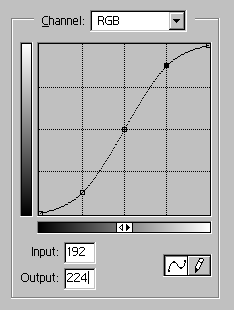 Channel: RGB
Input: 192
Output: 224